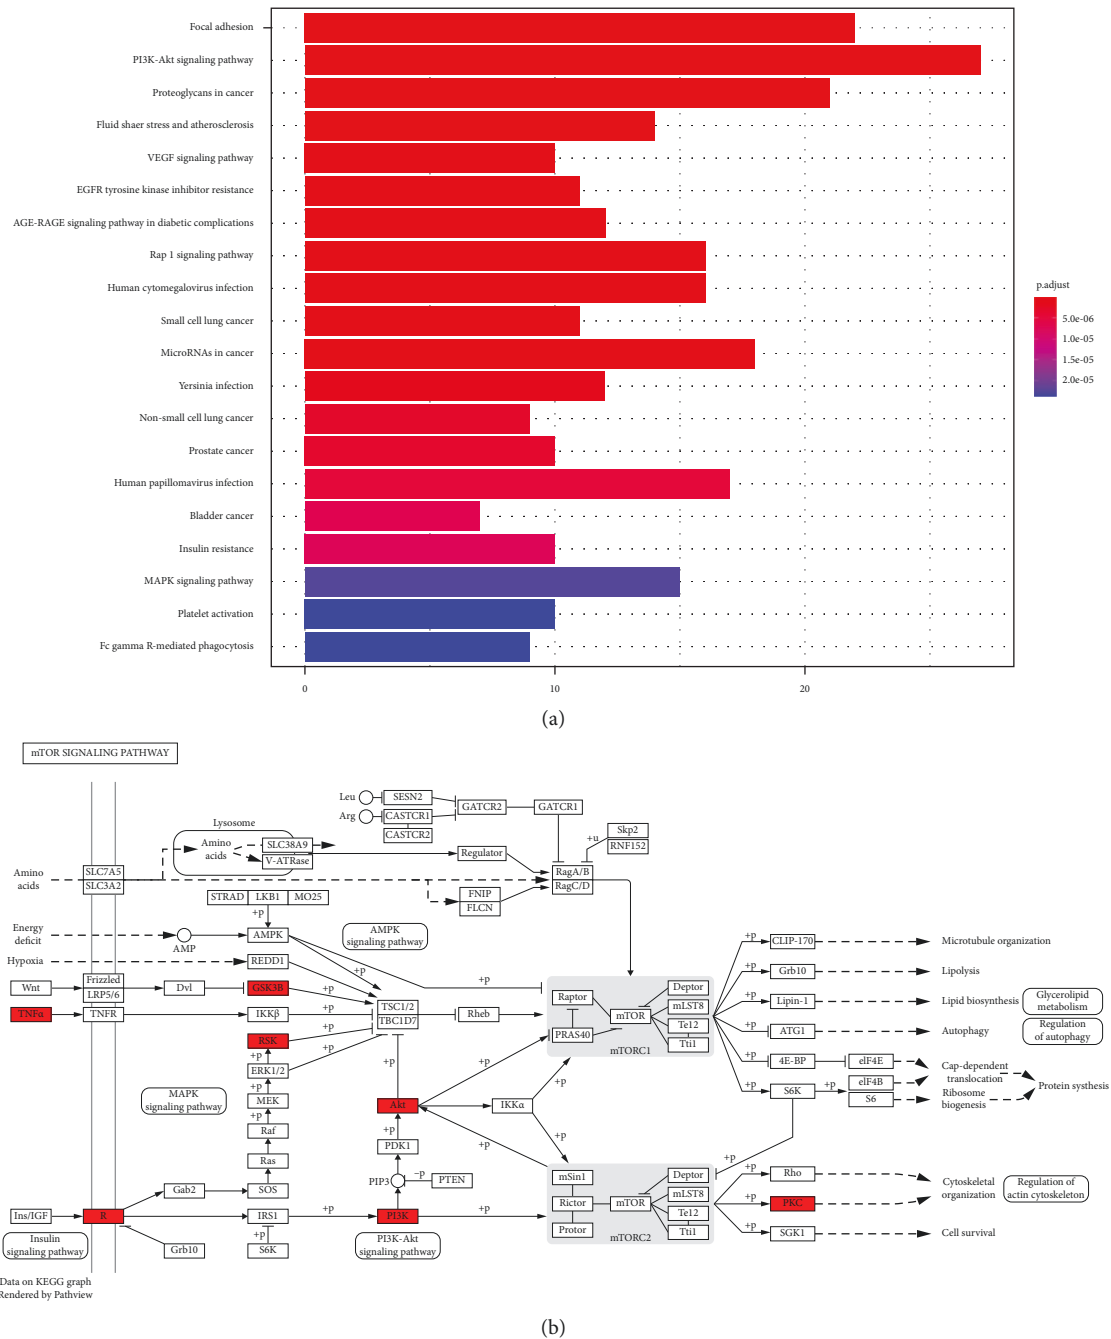 Focal adhesion
PI3K-Akt signaling pathway
Proteoglycans in cancer
Fluid shaer stress and atherosclerosis
VEGF signaling pathway
EGFR tyrosine kinase inhibitor resistance
AGE-RAGE signaling pathway in diabetic complications
Rap 1 signaling pathway
Human cytomegalovirus infection
Small cell lung cancer
MicroRNAs in cancer
Yersinia infection
Non-small cell lung cancer
Prostate cancer
Human papillomavirus infection
Bladder cancer
Insulin resistance
MAPK signaling pathway
Platelet activation
Fc gamma R-mediated phagocytosis
0
10
20
p.adjust
5.0e-06
1.0e-05
1.5e-05
2.0e-05
(a)
mTOR SIGNALING PATHWAY
Leu
SESN2
GATCR2
GATCR1
Arg
CASTCR1
CASTCR2
Lysosome
Amino
acids
SLC38A9
V-ATRase
Regulator
+u
Skp2
RNF152
Amino
acids
SLC7A5
SLC3A2
RagA/B
RagC/D
FNIP
FLCN
STRAD
LKB1
MO25
+p
Energy
deficit
AMP
AMPK
AMPK
signaling pathway
Hypoxia
REDD1
+p
+p
Wnt
Frizzled
LRP5/6
Dvl
GSK3B
+p
TNFα
TNFR
IKKβ
+p
TSC1/2
TBC1D7
Rheb
+p
RSK
+p
+p
ERK1/2
+p
+p
MAPK
signaling pathway
MEK
+p
Raf
Ras
SOS
Gab2
Akt
+p
PDK1
+p
PIP3
−p
PTEN
IKKα
+p
+p
+p
+p
Raptor
mTOR
PRAS40
Deptor
mLST8
Te12
Tti1
mTORC1
mSin1
Rictor
Protor
mTOR
Deptor
mLST8
Te12
Tti1
mTORC2
Ins/IGF
R
IRS1
+p
PI3K
+p
+p
S6K
Grb10
Insulin
signaling pathway
PI3K-Akt
signaling pathway
+p
CLIP-170
Microtubule organization
+p
Grb10
Lipolysis
+p
Lipin-1
Lipid biosynthesis
Glycerolipid
metabolism
+p
ATG1
Autophagy
Regulation
of autophagy
+p
4E-BP
elF4E
Cap-dependent
translocation
+p
S6K
+p
elF4B
S6
Ribosome
biogenesis
Protein systhesis
+p
+p
Rho
+p
PKC
Cytoskeletal
organization
Regulation of
actin cytoskeleton
+p
SGK1
Cell survival
Data on KEGG graph
Rendered by Pathview
(b)